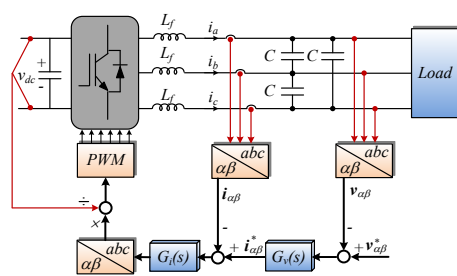 L_f i_a
v_dc + -
L_f i_b C C C Load
L_f i_c
PWM
abc αβ
abc αβ
i_αβ
v_αβ
÷
×
abc αβ
G_i(s)
- + i*_αβ
G_v(s)
- + v*_αβ